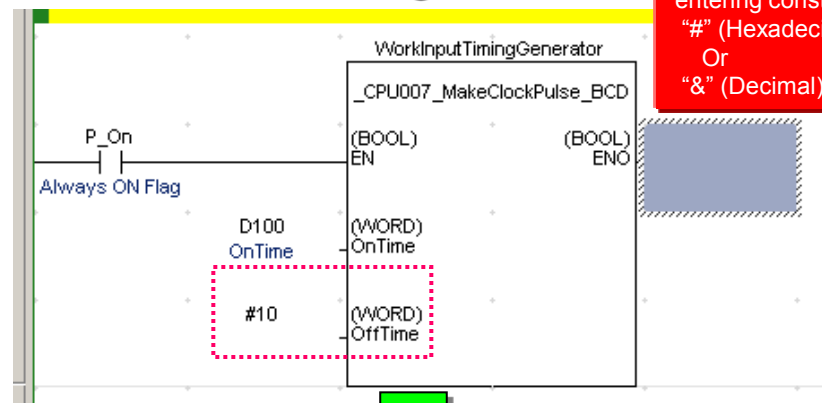 entering
"#"
Or
"&" (Decimal)
WorkInputTimingGenerator
_CPU007_MakeClockPulse_BCD
P_On
(BOOL) (BOOL)
EN ENO
Always ON Flag
D100 (WORD)
OnTime OnTime
#10 (WORD)
OffTime